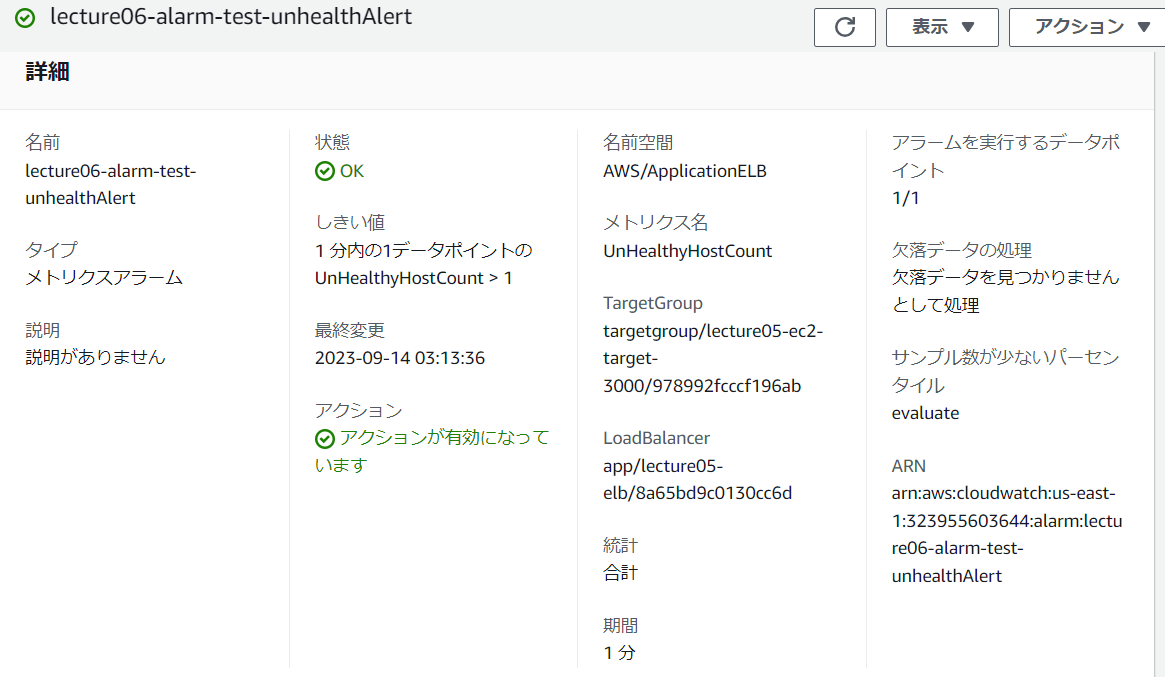 lecture06-alarm-test-unhealthAlert
表示 ▼
アクション ▼
詳細
名前
lecture06-alarm-test-
unhealthAlert
タイプ
メトリクスアラーム
説明
説明がありません
状態
OK
しきい値
1 分内の1データポイントの
UnHealthyHostCount > 1
最終変更
2023-09-14 03:13:36
アクション
アクションが有効になって
います
名前空間
AWS/ApplicationELB
メトリクス名
UnHealthyHostCount
TargetGroup
targetgroup/lecture05-ec2-
target-
3000/978992fcccf196ab
LoadBalancer
app/lecture05-
elb/8a65bd9c0130cc6d
統計
合計
期間
1 分
アラームを実行するデータポ
イント
1/1
欠落データの処理
欠落データを見つかりません
として処理
サンプル数が少ないパーセン
タイル
evaluate
ARN
arn:aws:cloudwatch:us-east-
1:323955603644:alarm:lectu
re06-alarm-test-
unhealthAlert